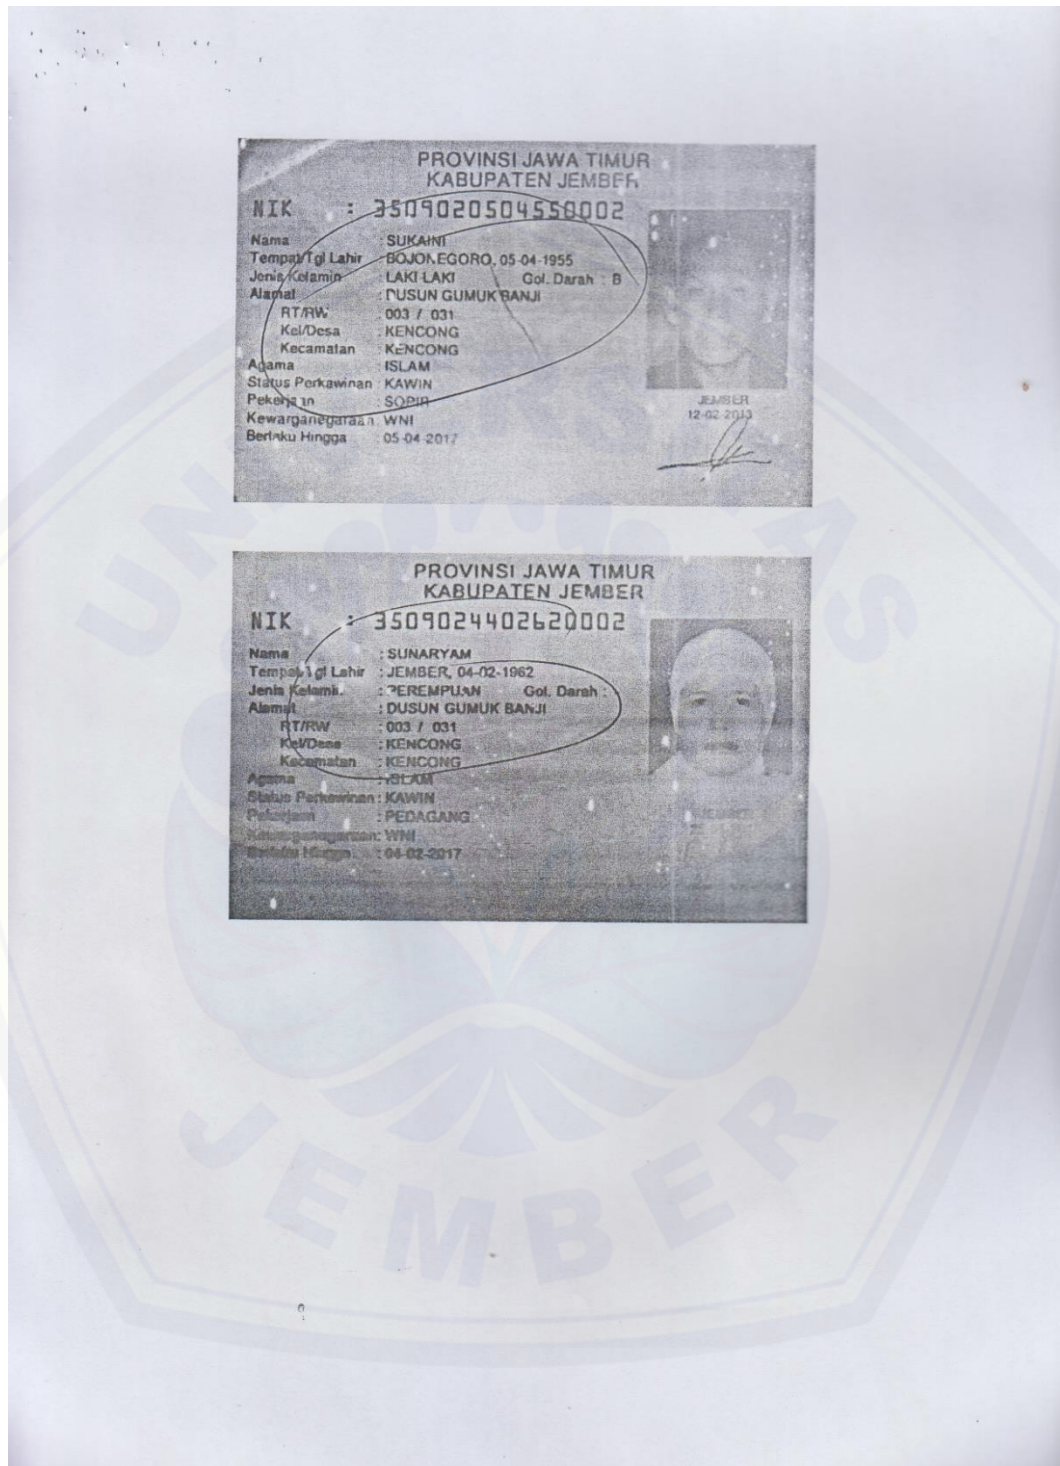 PROVINSI JAWA TIMUR
KABUPATEN JEMBER
NIK : 3509020504550002
Nama : SUKAINI
Tempat/Tgl Lahir : BOJONEGORO, 05-04-1955
Jenis Kelamin : LAKI-LAKI Gol. Darah : B
Alamat : DUSUN GUMUK BANJI
RT/RW : 003 / 031
Kel/Desa : KENCONG
Kecamatan : KENCONG
Agama : ISLAM
Status Perkawinan : KAWIN
Pekerjaan : SOPIR
Kewarganegaraan: WNI
Berlaku Hingga : 05-04-2017
JEMBER
12-02-2013
PROVINSI JAWA TIMUR
KABUPATEN JEMBER
NIK : 3509024402620002
Nama : SUNARYAM
Tempat/Tgl Lahir : JEMBER, 04-02-1962
Jenis Kelamin : PEREMPUAN Gol. Darah :
Alamat : DUSUN GUMUK BANJI
RT/RW : 003 / 031
Kel/Desa : KENCONG
Kecamatan : KENCONG
Agama : ISLAM
Status Perkawinan : KAWIN
Pekerjaan : PEDAGANG
Kewarganegaraan: WNI
Berlaku Hingga : 04-02-2017
JEMBER
UNIVERSITAS
JEMBER